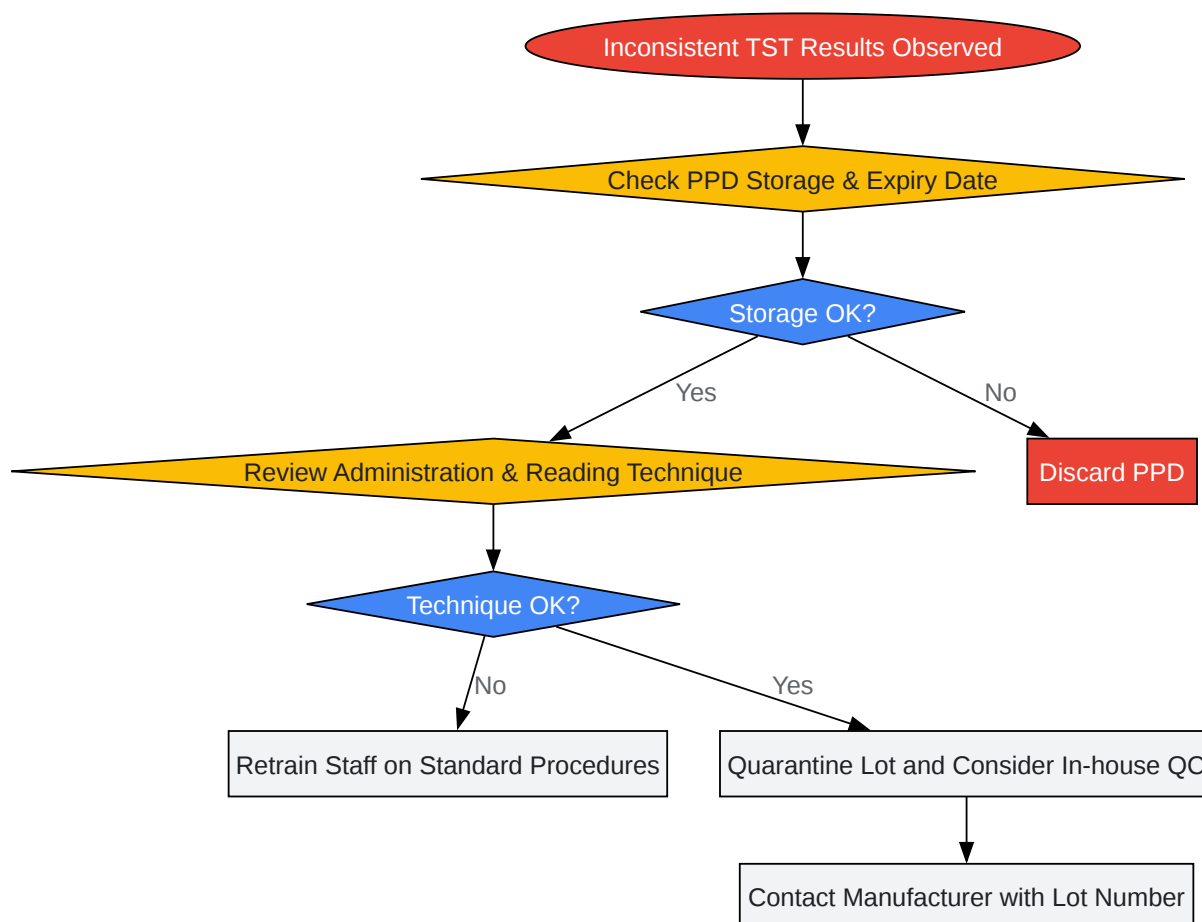 Inconsistent TST Results Observed
Check PPD Storage & Expiry Date
Storage OK?
Yes
No
Review Administration & Reading Technique
Discard PPD
Technique OK?
No
Yes
Retrain Staff on Standard Procedures
Quarantine Lot and Consider In-house QC
Contact Manufacturer with Lot Number